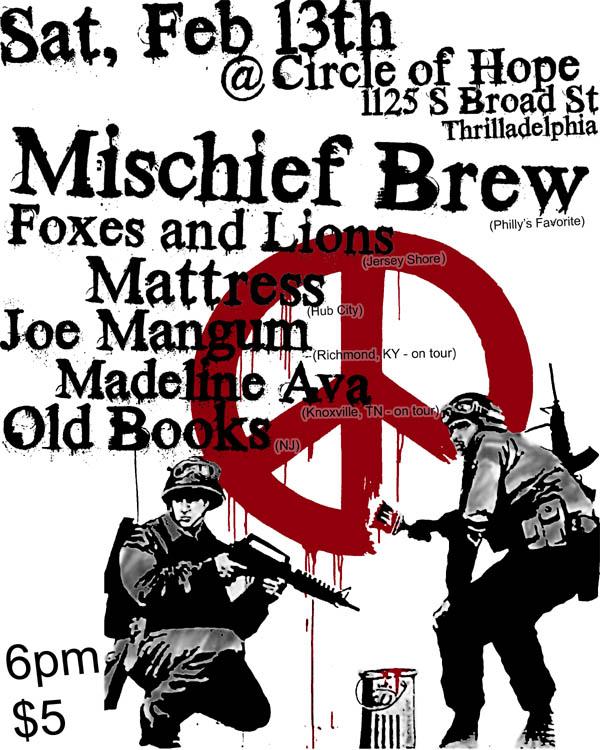 Sat, Feb 13th
@ Circle of Hope
1125 S Broad St
Thrilladelphia
Mischief Brew
(Philly's Favorite)
Foxes and Lions
(Jersey Shore)
Mattress
(Hub City)
Joe Mangum
(Richmond, KY - on tour)
Madeline Ava
(Knoxville, TN - on tour)
Old Books
(NJ)
6pm
$5